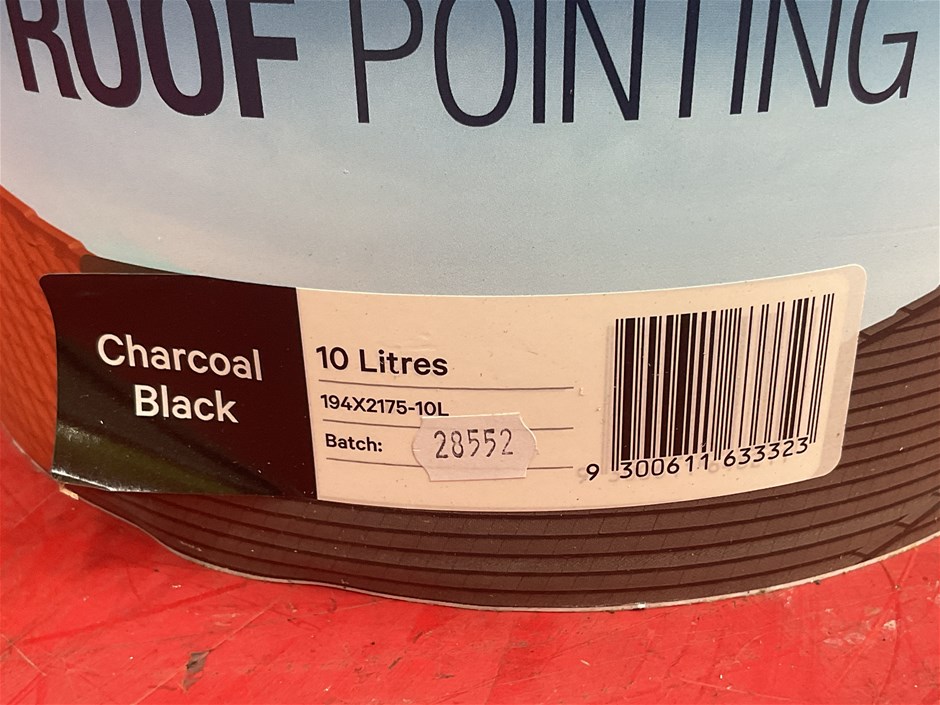 ROOF POINTING
Charcoal
Black
10 Litres
194X2175-10L
Batch: 28552
9 300611 633323